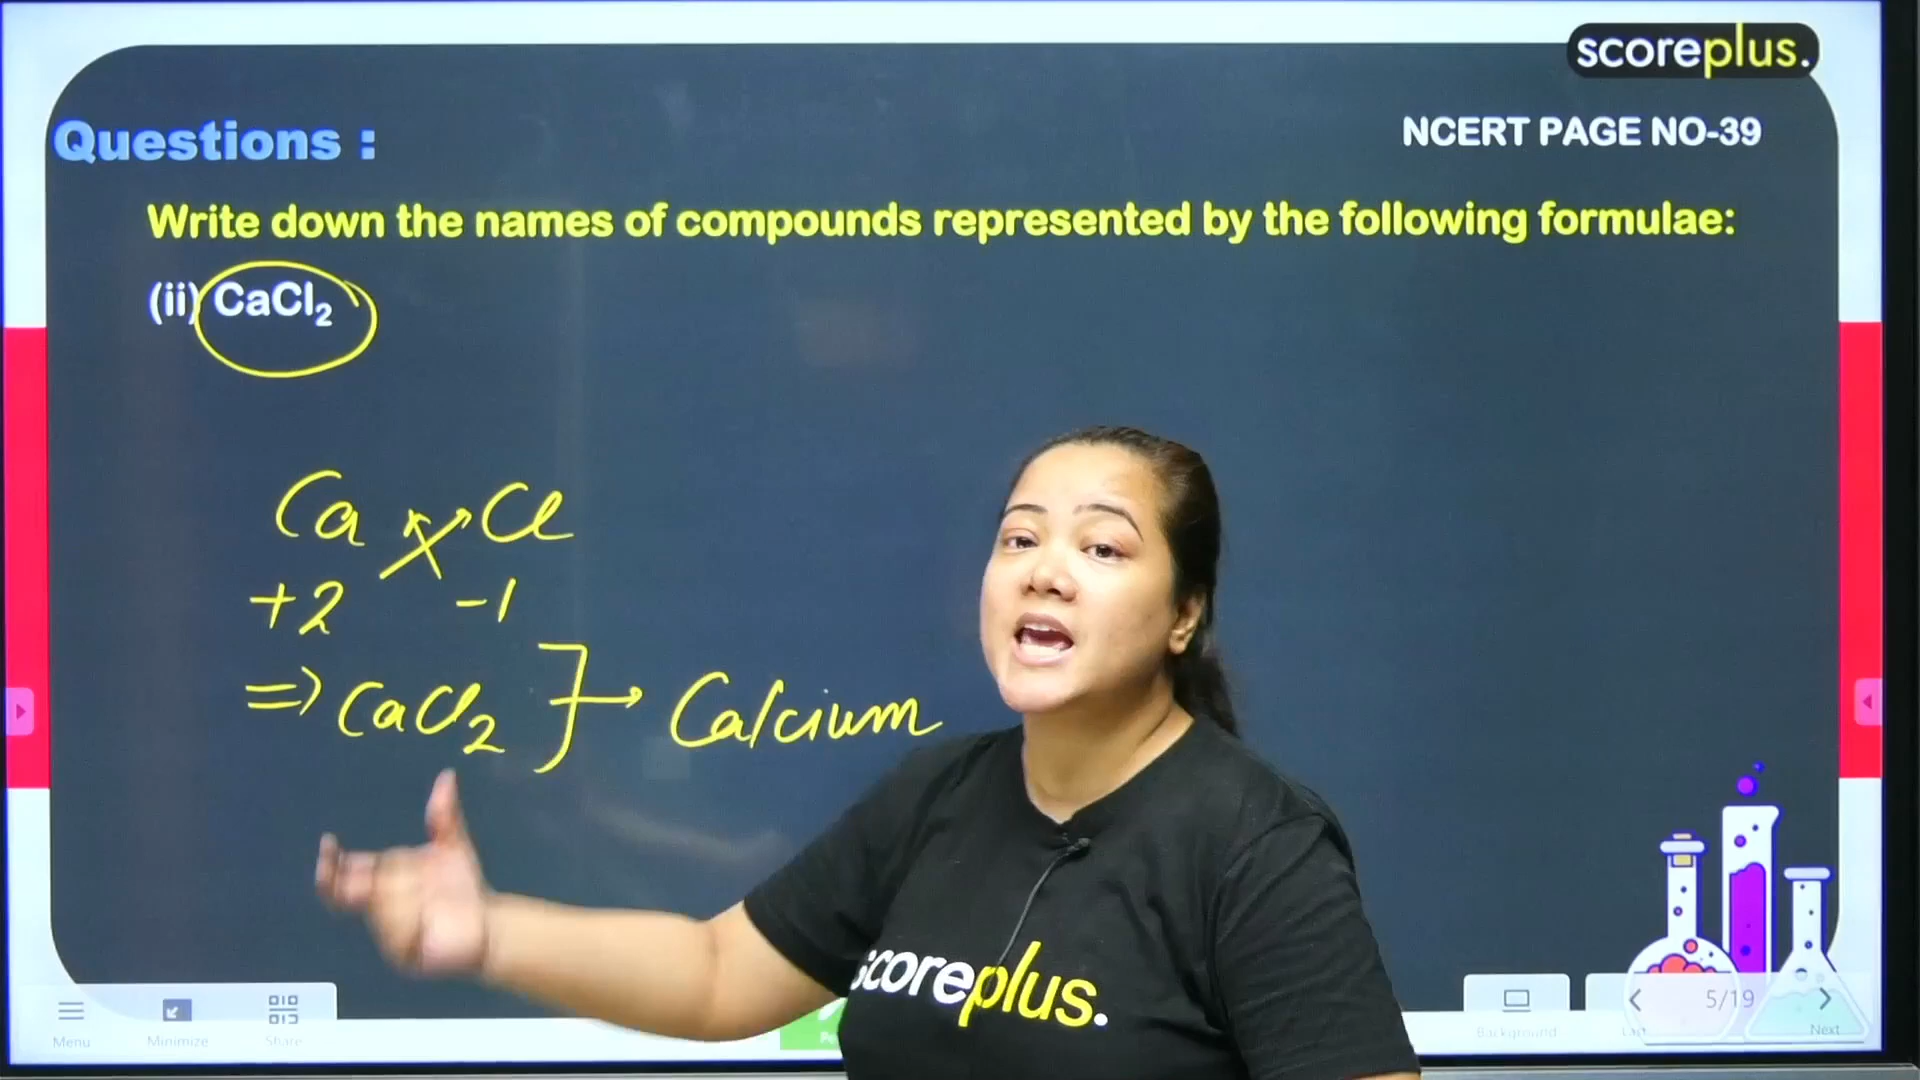 scoreplus.
Questions :
NCERT PAGE NO-39
Write down the names of compounds represented by the following formulae:
(ii) CaCl₂
Ca Cl
+2 -1
=> CaCl₂ ] → Calcium
scoreplus.
Menu
Minimize
Share
Background
5/19
Next